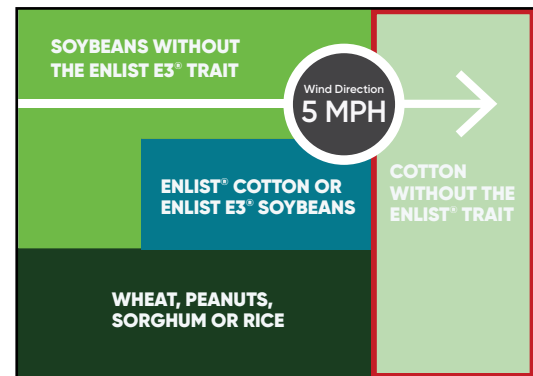 SOYBEANS WITHOUT
THE ENLIST E3® TRAIT
Wind Direction
5 MPH
ENLIST® COTTON OR
ENLIST E3® SOYBEANS
COTTON
WITHOUT THE
ENLIST® TRAIT
WHEAT, PEANUTS,
SORGHUM OR RICE